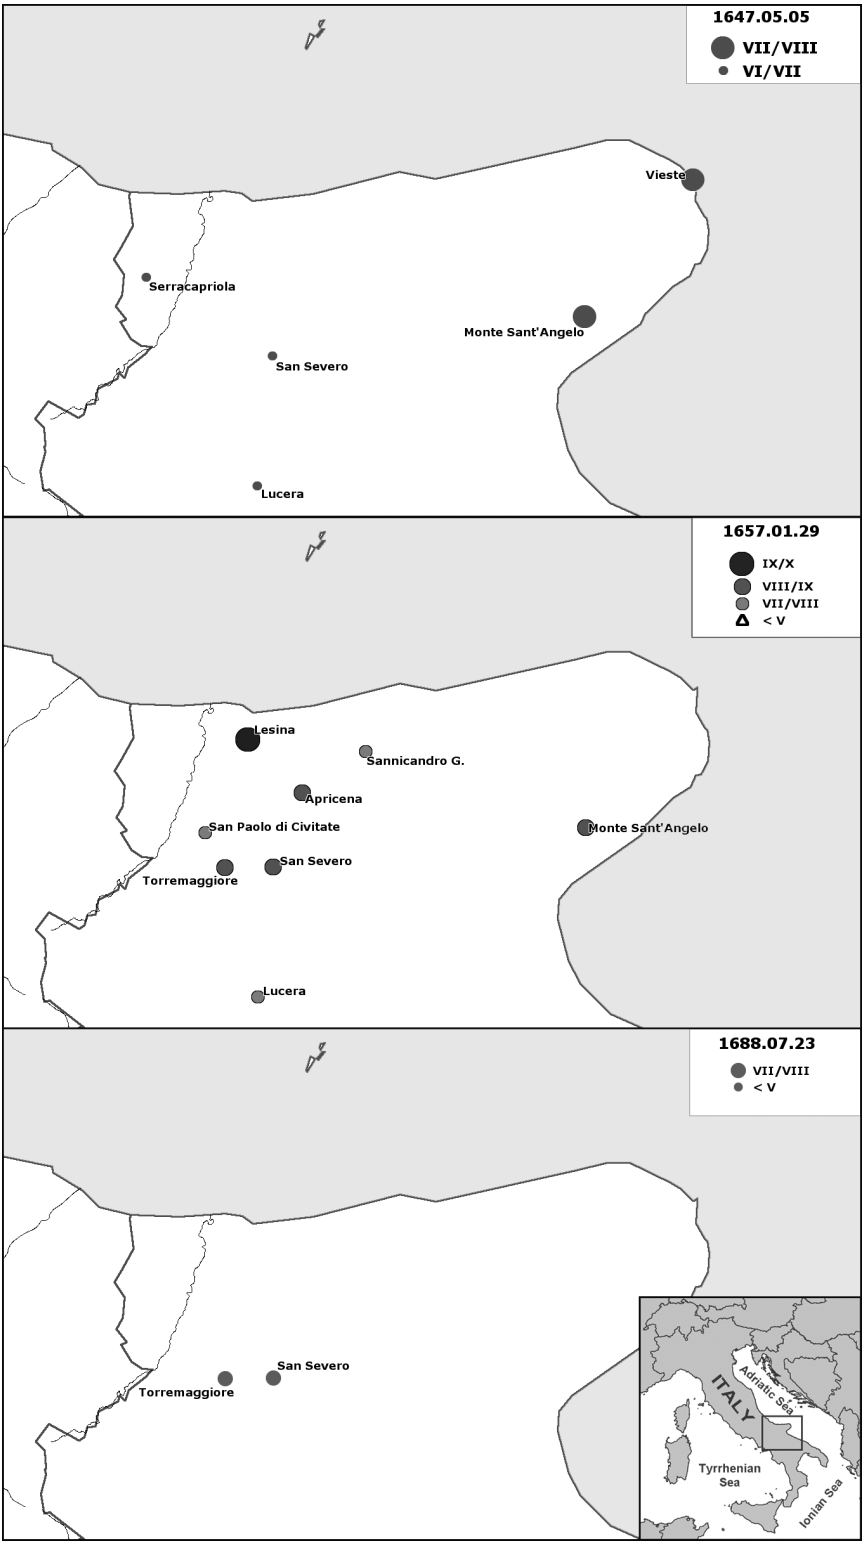 1647.05.05
VII/VIII
VI/VII
Vieste
Serracapriola
Monte Sant'Angelo
San Severo
Lucera
1657.01.29
IX/X
VIII/IX
VII/VIII
< V
Lesina
Sannicandro G.
Apricena
San Paolo di Civitate
Monte Sant'Angelo
San Severo
Torremaggiore
Lucera
1688.07.23
VII/VIII
< V
San Severo
Torremaggiore
ITALY
Adriatic Sea
Tyrrhenian
Sea
Ionian Sea